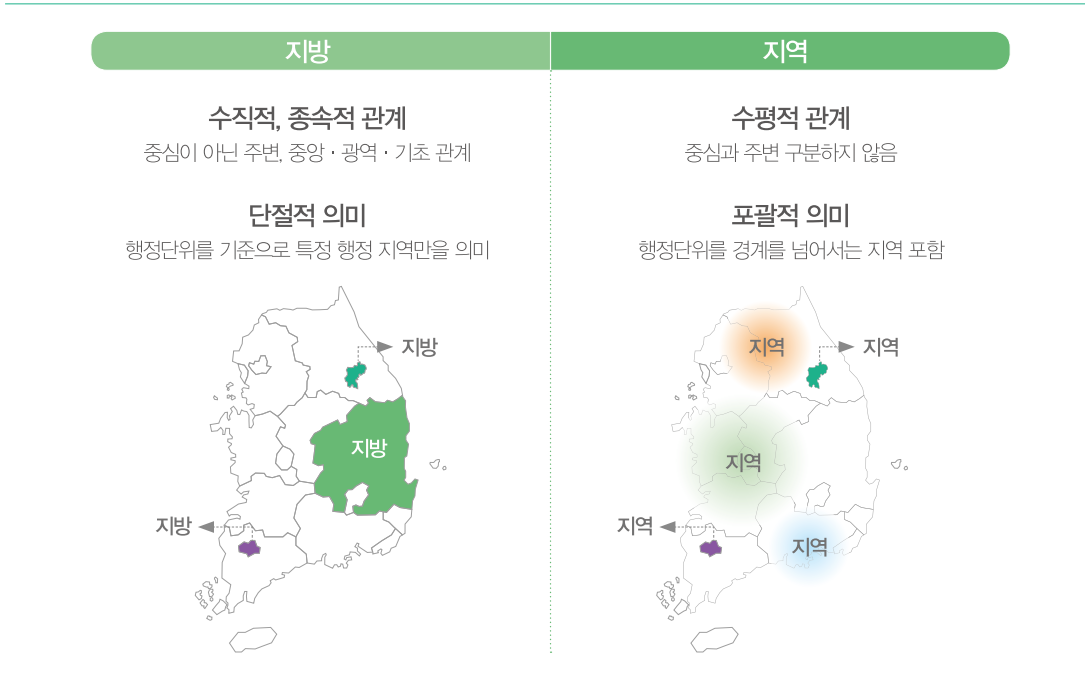 지방
수직적, 종속적 관계
중심이 아닌 주변, 중앙·광역·기초 관계
단절적 의미
행정단위를 기준으로 특정 행정 지역만을 의미
지방
지방
지방
지역
수평적 관계
중심과 주변 구분하지 않음
포괄적 의미
행정단위를 경계를 넘어서는 지역 포함
지역
지역
지역
지역
지역